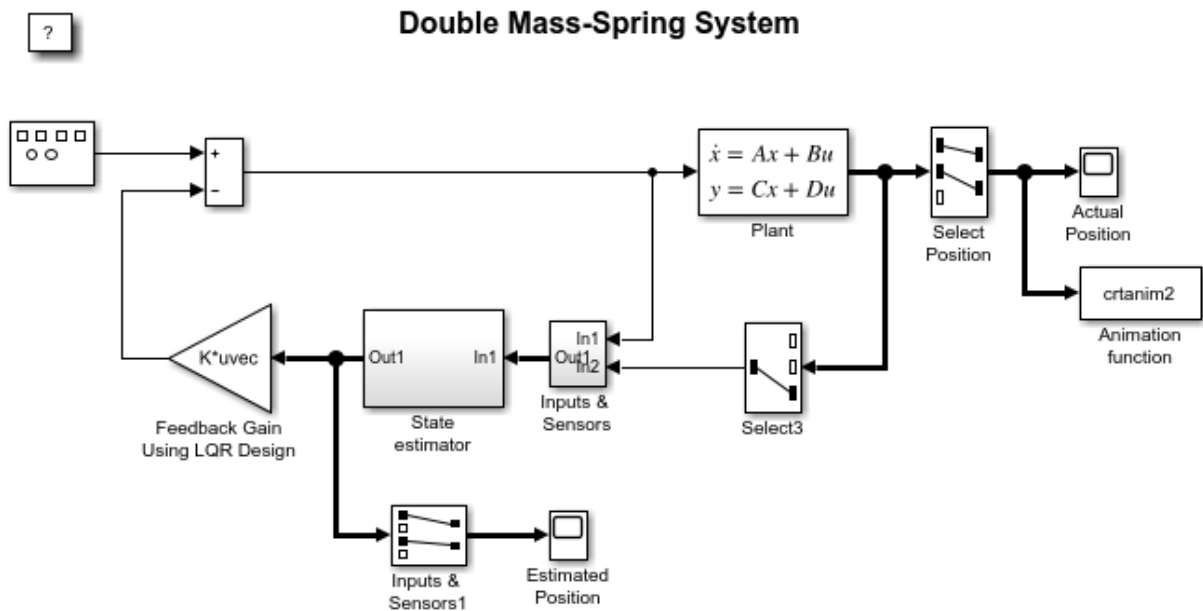 Double Mass-Spring System
?
+
−
ẋ = Ax + Bu
y = Cx + Du
Plant
Select
Position
Actual
Position
crtanim2
Animation
function
K*uvec
Feedback Gain
Using LQR Design
Out1
In1
State
estimator
In1
Out1
In2
Inputs &
Sensors
Select3
Inputs &
Sensors1
Estimated
Position